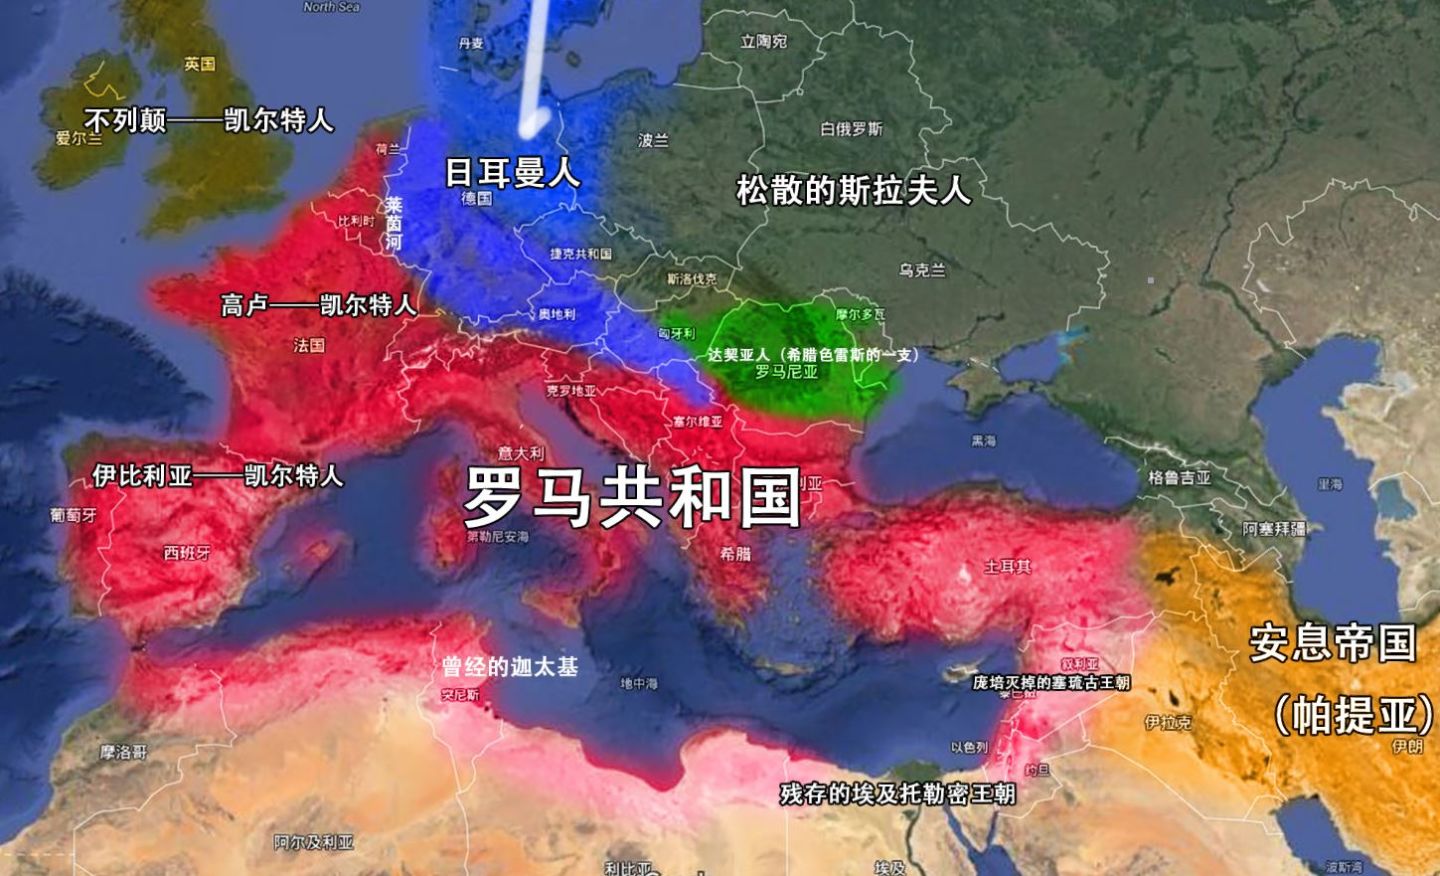 North Sea
丹麦
立陶宛
英国
不列颠——凯尔特人
爱尔兰
荷兰
波兰
白俄罗斯
日耳曼人
德国
松散的斯拉夫人
莱茵河
比利时
捷克共和国
斯洛伐克
乌克兰
高卢——凯尔特人
法国
奥地利
匈牙利
摩尔多瓦
达契亚人（希腊色雷斯的一支）
罗马尼亚
克罗地亚
塞尔维亚
意大利
黑海
伊比利亚——凯尔特人
罗马共和国
利亚
格鲁吉亚
里海
葡萄牙
西班牙
第勒尼安海
希腊
阿塞拜疆
土耳其
安息帝国
（帕提亚）
曾经的迦太基
突尼斯
地中海
叙利亚
庞培灭掉的塞琉古王朝
摩洛哥
伊拉克
伊朗
以色列
约旦
残存的埃及托勒密王朝
阿尔及利亚
利比亚
埃及
波斯湾